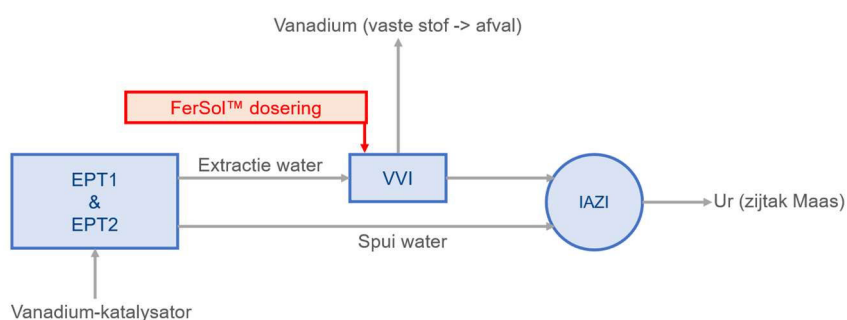 Vanadium (vaste stof -> afval)
FerSol™ dosering
Extractie water
EPT1
&
EPT2
VVI
IAZI
Ur (zijtak Maas)
Spui water
Vanadium-katalysator